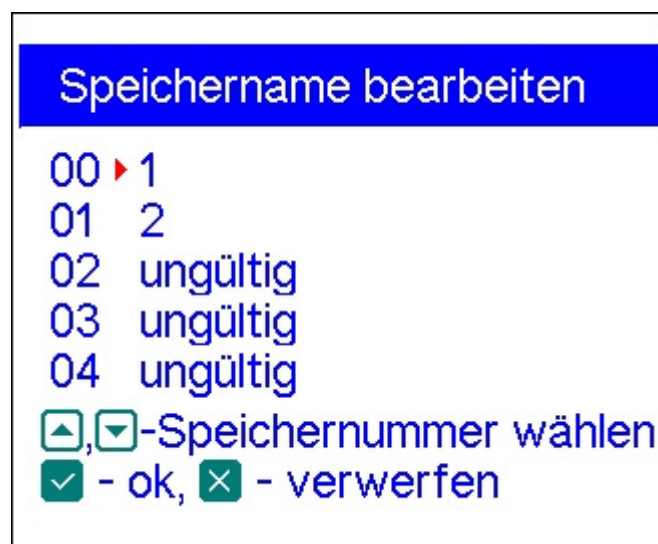 Speichername bearbeiten
00 1
01 2
02 ungültig
03 ungültig
04 ungültig
,-Speichernummer wählen
- ok, - verwerfen